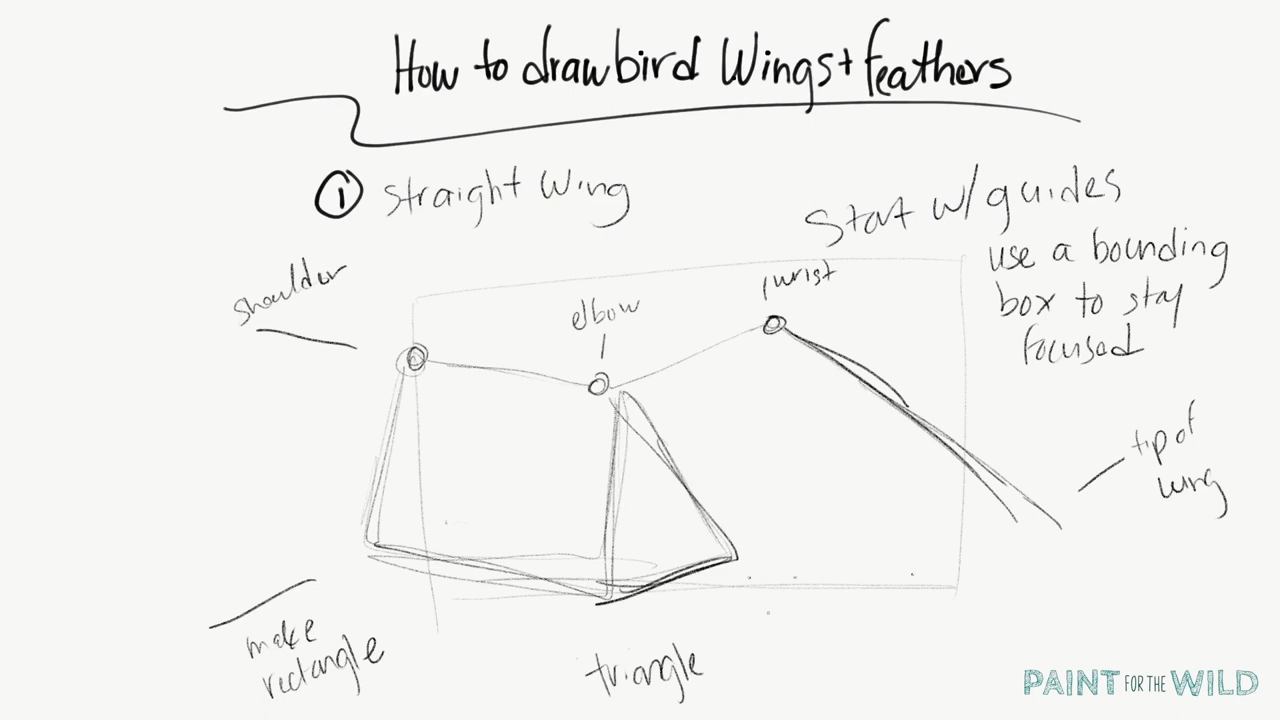 How to draw bird Wings + feathers
① straight wing
Start w/ guides
use a bounding
box to stay
focused
shoulder
elbow
wrist
tip of
wing
make
rectangle
triangle
PAINT FOR THE WILD